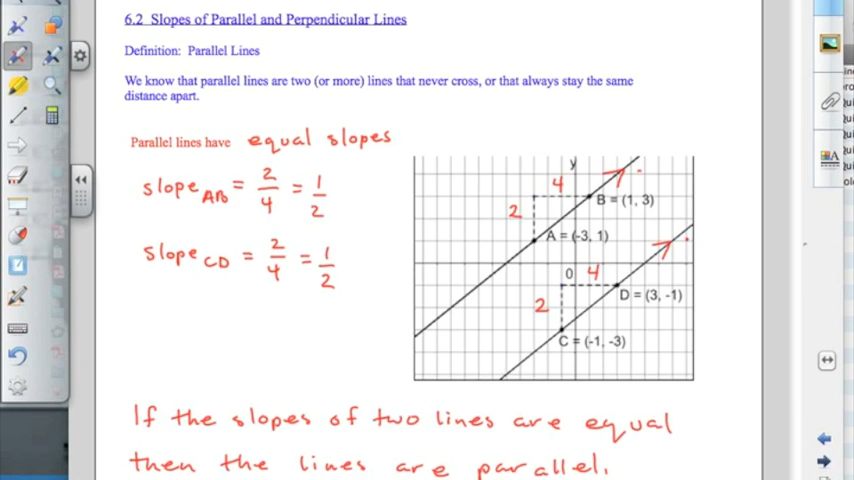 6.2 Slopes of Parallel and Perpendicular Lines
Definition: Parallel Lines
We know that parallel lines are two (or more) lines that never cross, or that always stay the same
distance apart.
Parallel lines have equal slopes
slope AB = 2/4 = 1/2
slope CD = 2/4 = 1/2
y
4
2
B = (1, 3)
A = (-3, 1)
0
4
2
D = (3, -1)
C = (-1, -3)
If the slopes of two lines are equal
then the lines are parallel.